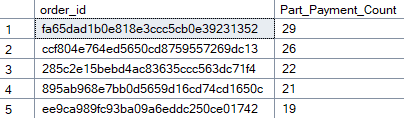 order_id Part_Payment_Count
1 fa65dad1b0e818e3ccc5cb0e39231352 29
2 ccf804e764ed5650cd8759557269dc13 26
3 285c2e15bebd4ac83635ccc563dc71f4 22
4 895ab968e7bb0d5659d16cd74cd1650c 21
5 ee9ca989fc93ba09a6eddc250ce01742 19